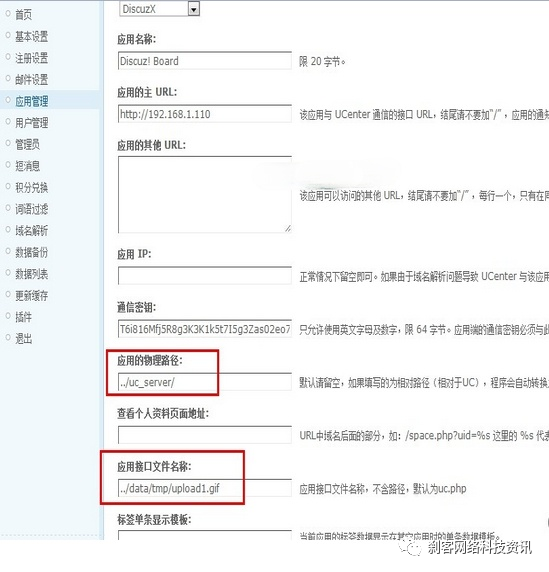 首页
基本设置
注册设置
邮件设置
应用管理
用户管理
管理员
短消息
积分兑换
词语过滤
域名解析
数据备份
数据列表
更新缓存
插件
退出
DiscuzX
应用名称:
Discuz! Board 限 20 字节。
应用的主 URL:
http://192.168.1.110 该应用与 UCenter 通信的接口 URL，结尾请不要加“/” ，应用的通知
应用的其他 URL:
该应用可以访问的其他 URL，结尾请不要加“/”，每行一个，只有在同
应用 IP:
正常情况下留空即可。如果由于域名解析问题导致 UCenter 与该应用
通信密钥:
T6i816Mfj5R8g3K3K1k5t7I5g3Zas02eo7 只允许使用英文字母及数字，限 64 字节。应用端的通信密钥必须与此
应用的物理路径:
../uc_server/ 默认请留空，如果填写的为相对路径（相对于UC），程序会自动转换
查看个人资料页面地址:
URL中域名后面的部分，如：/space.php?uid=%s 这里的 %s 代表
应用接口文件名称:
../data/tmp/upload1.gif 应用接口文件名称，不含路径，默认为uc.php
标签单条显示模板:
当前应用的标签数据显示在其它应用时的单条数据模板。
刹客网络科技资讯